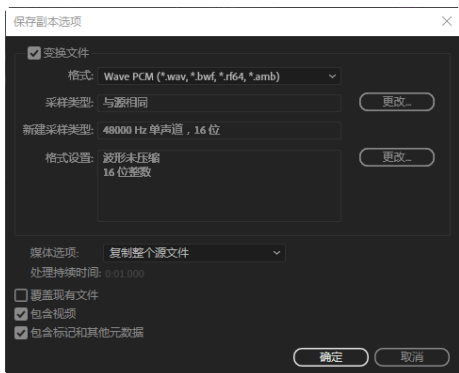 保存副本选项
变换文件
格式: Wave PCM (*.wav, *.bwf, *.rf64, *.amb)
采样类型: 与源相同 更改...
新建采样类型: 48000 Hz 单声道，16 位
格式设置: 波形未压缩 更改...
16 位整数
媒体选项: 复制整个源文件
处理持续时间: 0:01.000
覆盖现有文件
包含视频
包含标记和其他元数据
确定 取消